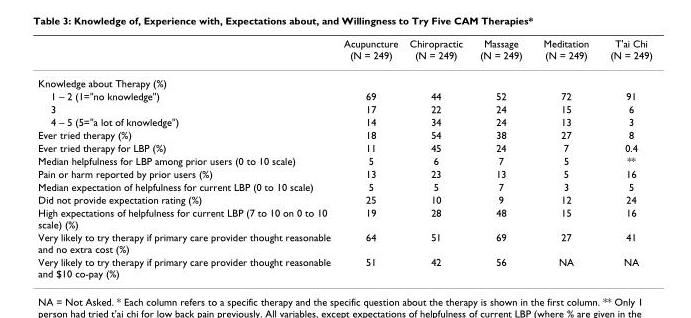 Table 3: Knowledge of, Experience with, Expectations about, and Willingness to Try Five CAM Therapies*
Acupuncture Chiropractic Massage Meditation T'ai Chi
(N = 249) (N = 249) (N = 249) (N = 249) (N = 249)
Knowledge about Therapy (%)
1 – 2 (1="no knowledge") 69 44 52 72 91
3 17 22 24 15 6
4 – 5 (5="a lot of knowledge") 14 34 24 13 3
Ever tried therapy (%) 18 54 38 27 8
Ever tried therapy for LBP (%) 11 45 24 7 0.4
Median helpfulness for LBP among prior users (0 to 10 scale) 5 6 7 5 **
Pain or harm reported by prior users (%) 13 23 13 5 16
Median expectation of helpfulness for current LBP (0 to 10 scale) 5 5 7 3 5
Did not provide expectation rating (%) 25 10 9 12 24
High expectations of helpfulness for current LBP (7 to 10 on 0 to 10 19 28 48 15 16
scale) (%)
Very likely to try therapy if primary care provider thought reasonable 64 51 69 27 41
and no extra cost (%)
Very likely to try therapy if primary care provider thought reasonable 51 42 56 NA NA
and $10 co-pay (%)
NA = Not Asked. * Each column refers to a specific therapy and the specific question about the therapy is shown in the first column. ** Only 1
person had tried t'ai chi for low back pain previously. All variables, except expectations of helpfulness of current LBP (where % are given in the